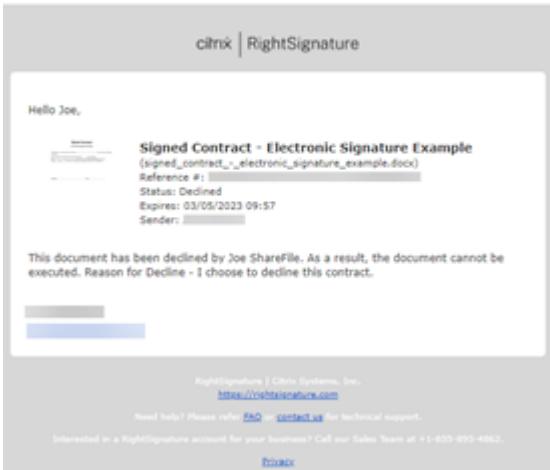 citrix | RightSignature
Hello Joe,
Signed Contract - Electronic Signature Example
(signed_contract_-_electronic_signature_example.docx)
Reference #:
Status: Declined
Expires: 03/05/2023 09:57
Sender:
This document has been declined by Joe ShareFile. As a result, the document cannot be
executed. Reason for Decline - I choose to decline this contract.
RightSignature | Citrix Systems, Inc.
https://rightsignature.com
Need help? Please refer FAQ or contact us for technical support.
Interested in a RightSignature account for your business? Call our Sales Team at +1-855-895-4862.
Privacy